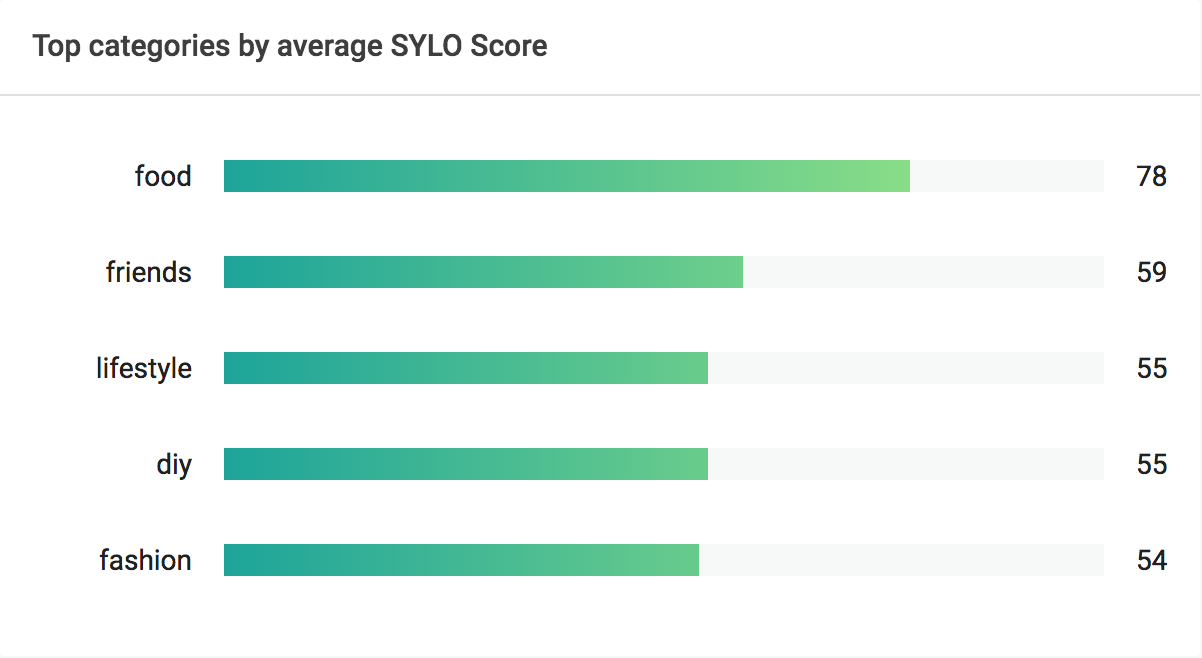 Top categories by average SYLO Score
food 78
friends 59
lifestyle 55
diy 55
fashion 54